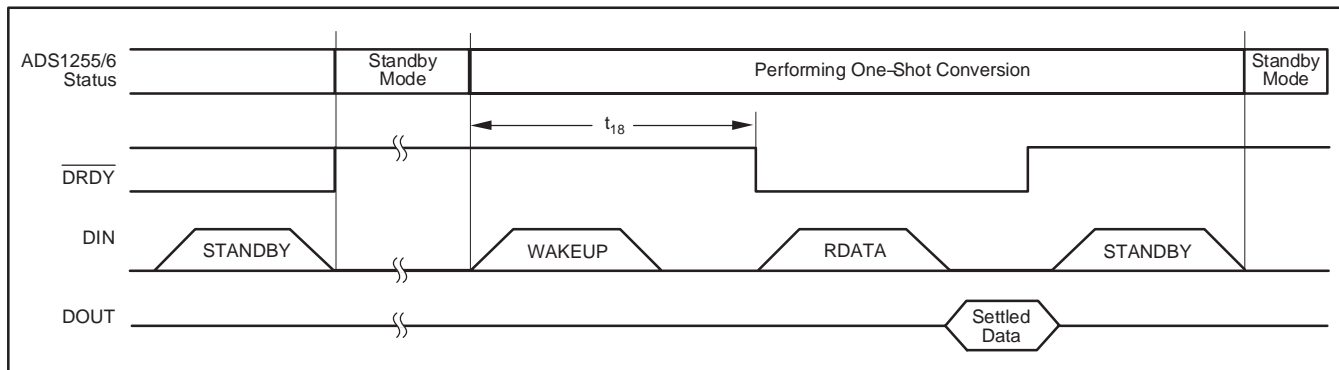 ADS1255/6
Status
Standby
Mode
Performing One–Shot Conversion
Standby
Mode
t18
DRDY
DIN
STANDBY
WAKEUP
RDATA
STANDBY
DOUT
Settled
Data